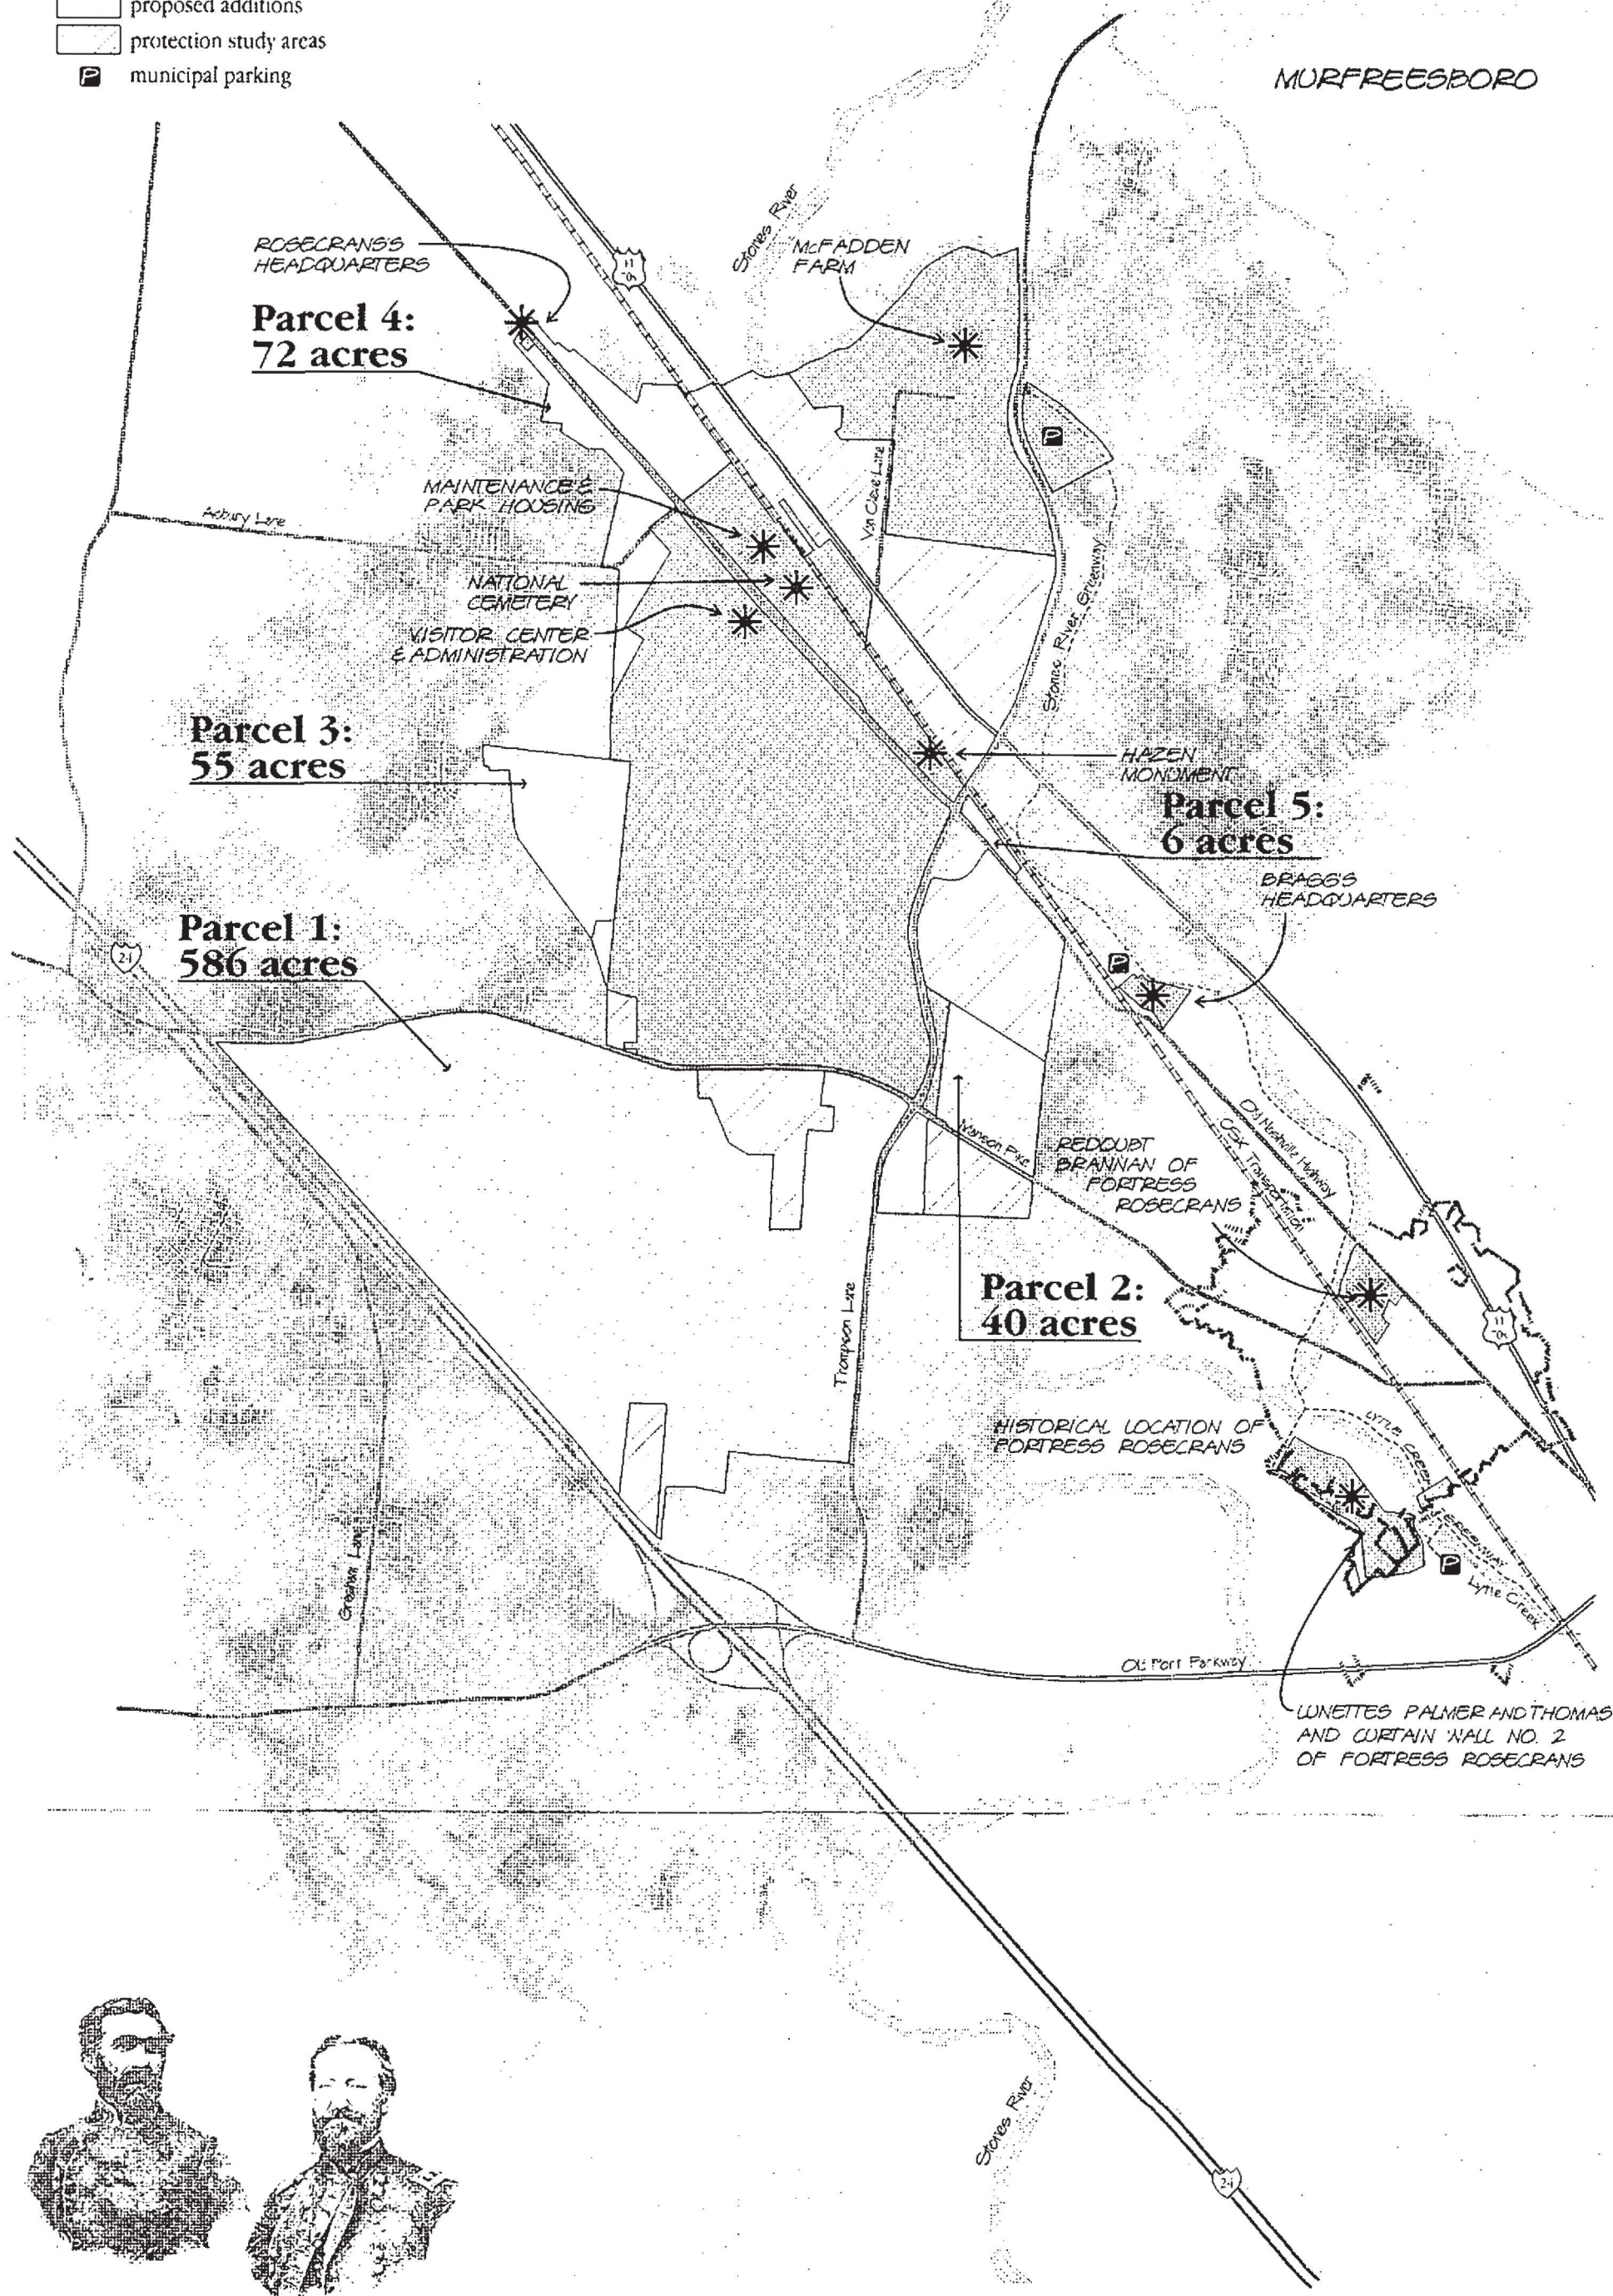 proposed additions
protection study areas
P municipal parking
MURFREESBORO
ROSECRANS'S
HEADQUARTERS
Stones River
McFADDEN
FARM
Parcel 4:
72 acres
P
MAINTENANCE &
PARK HOUSING
Van Cleve Lane
Asbury Lane
NATIONAL
CEMETERY
VISITOR CENTER
& ADMINISTRATION
Stones River Greenway
Parcel 3:
55 acres
HAZEN
MONUMENT
Parcel 5:
6 acres
BRAGG'S
HEADQUARTERS
Parcel 1:
586 acres
24
P
Manson Pike
REDOUBT
BRANNAN OF
FORTRESS
ROSECRANS
Old Nashville Highway
CSX Transportation
Parcel 2:
40 acres
Thompson Lane
HISTORICAL LOCATION OF
FORTRESS ROSECRANS
LYTLE CREEK
GREENWAY
P
Lytle Creek
Gresham Lane
Old Fort Parkway
LUNETTES PALMER AND THOMAS
AND CURTAIN WALL NO. 2
OF FORTRESS ROSECRANS
Stones River
24